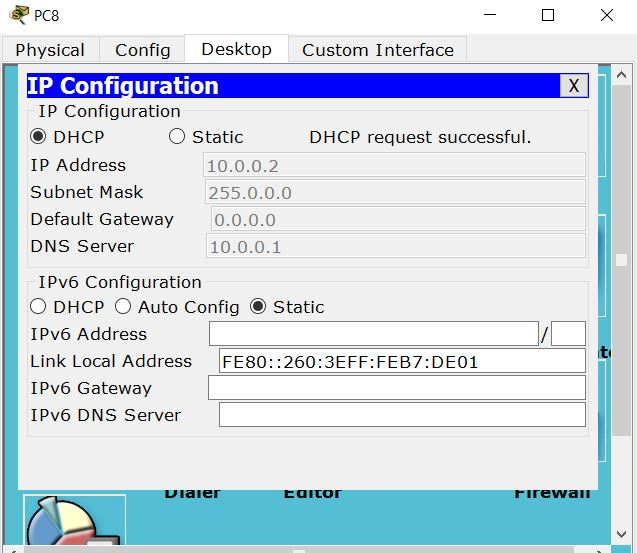 PC8
Physical Config Desktop Custom Interface
IP Configuration X
IP Configuration
DHCP Static DHCP request successful.
IP Address 10.0.0.2
Subnet Mask 255.0.0.0
Default Gateway 0.0.0.0
DNS Server 10.0.0.1
IPv6 Configuration
DHCP Auto Config Static
IPv6 Address /
Link Local Address FE80::260:3EFF:FEB7:DE01
IPv6 Gateway
IPv6 DNS Server
Dialer Editor Firewall